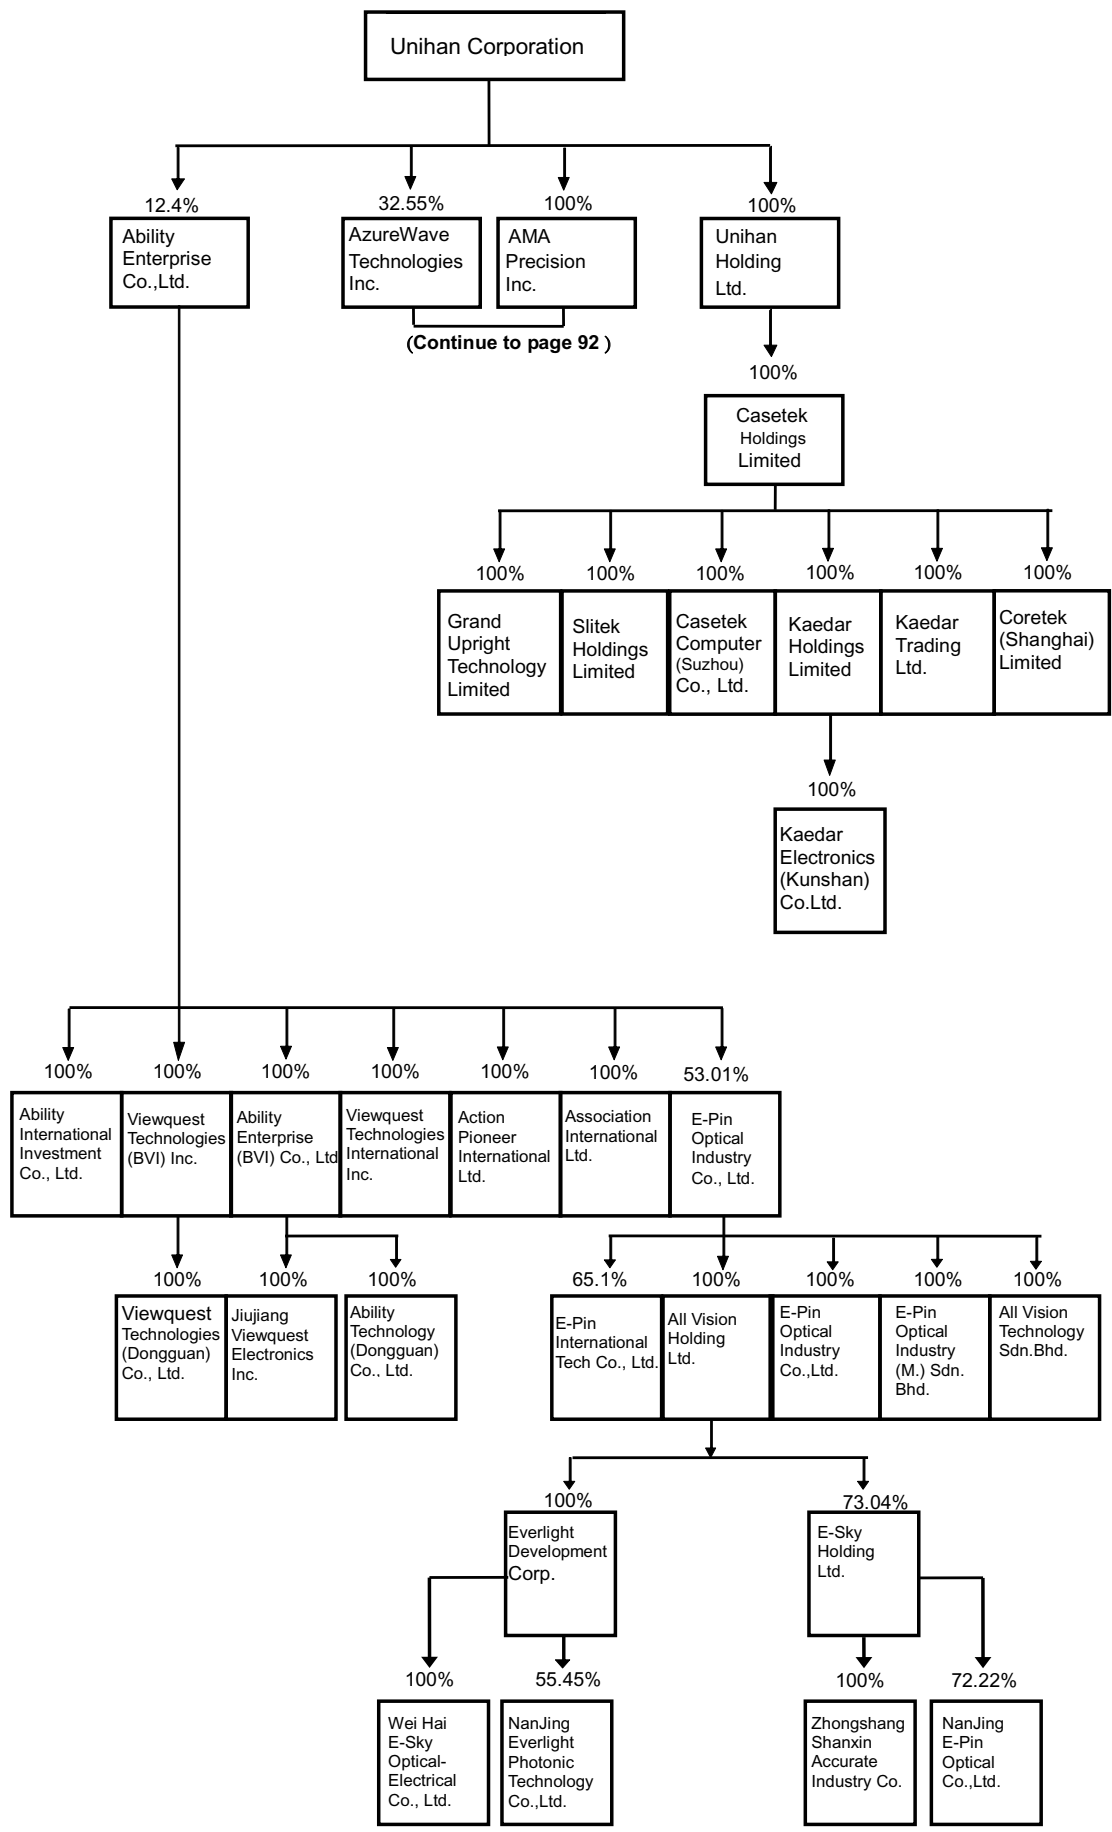 Unihan Corporation
12.4%
32.55%
100%
100%
Ability
Enterprise
Co.,Ltd.
AzureWave
Technologies
Inc.
AMA
Precision
Inc.
Unihan
Holding
Ltd.
(Continue to page 92 )
100%
Casetek
Holdings
Limited
100%
100%
100%
100%
100%
100%
Grand
Upright
Technology
Limited
Slitek
Holdings
Limited
Casetek
Computer
(Suzhou)
Co., Ltd.
Kaedar
Holdings
Limited
Kaedar
Trading
Ltd.
Coretek
(Shanghai)
Limited
100%
Kaedar
Electronics
(Kunshan)
Co.Ltd.
100%
100%
100%
100%
100%
100%
53.01%
Ability
International
Investment
Co., Ltd.
Viewquest
Technologies
(BVI) Inc.
Ability
Enterprise
(BVI) Co., Ltd
Viewquest
Technologies
International
Inc.
Action
Pioneer
International
Ltd.
Association
International
Ltd.
E-Pin
Optical
Industry
Co., Ltd.
100%
100%
100%
65.1%
100%
100%
100%
100%
Viewquest
Technologies
(Dongguan)
Co., Ltd.
Jiujiang
Viewquest
Electronics
Inc.
Ability
Technology
(Dongguan)
Co., Ltd.
E-Pin
International
Tech Co., Ltd.
All Vision
Holding
Ltd.
E-Pin
Optical
Industry
Co.,Ltd.
E-Pin
Optical
Industry
(M.) Sdn.
Bhd.
All Vision
Technology
Sdn.Bhd.
100%
73.04%
Everlight
Development
Corp.
E-Sky
Holding
Ltd.
100%
55.45%
100%
72.22%
Wei Hai
E-Sky
Optical-
Electrical
Co., Ltd.
NanJing
Everlight
Photonic
Technology
Co.,Ltd.
Zhongshang
Shanxin
Accurate
Industry Co.
NanJing
E-Pin
Optical
Co.,Ltd.